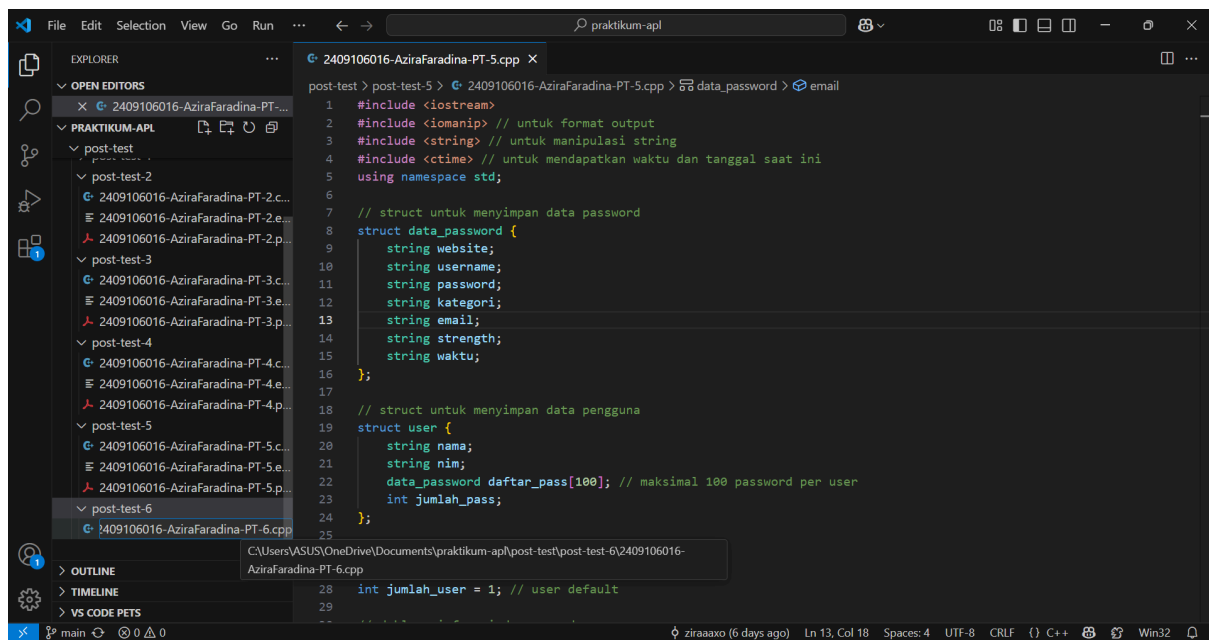 File Edit Selection View Go Run ··· praktikum-apl
EXPLORER ···
OPEN EDITORS
2409106016-AziraFaradina-PT-...
PRAKTIKUM-APL
post-test
post-test-2
2409106016-AziraFaradina-PT-2.c...
2409106016-AziraFaradina-PT-2.e...
2409106016-AziraFaradina-PT-2.p...
post-test-3
2409106016-AziraFaradina-PT-3.c...
2409106016-AziraFaradina-PT-3.e...
2409106016-AziraFaradina-PT-3.p...
post-test-4
2409106016-AziraFaradina-PT-4.c...
2409106016-AziraFaradina-PT-4.e...
2409106016-AziraFaradina-PT-4.p...
post-test-5
2409106016-AziraFaradina-PT-5.c...
2409106016-AziraFaradina-PT-5.e...
2409106016-AziraFaradina-PT-5.p...
post-test-6
2409106016-AziraFaradina-PT-6.cpp
C:\Users\ASUS\OneDrive\Documents\praktikum-apl\post-test\post-test-6\2409106016-
AziraFaradina-PT-6.cpp
OUTLINE
TIMELINE
VS CODE PETS
1
1
2409106016-AziraFaradina-PT-5.cpp
post-test > post-test-5 > 2409106016-AziraFaradina-PT-5.cpp > data_password > email
1 #include <iostream>
2 #include <iomanip> // untuk format output
3 #include <string> // untuk manipulasi string
4 #include <ctime> // untuk mendapatkan waktu dan tanggal saat ini
5 using namespace std;
6
7 // struct untuk menyimpan data password
8 struct data_password {
9 string website;
10 string username;
11 string password;
12 string kategori;
13 string email;
14 string strength;
15 string waktu;
16 };
17
18 // struct untuk menyimpan data pengguna
19 struct user {
20 string nama;
21 string nim;
22 data_password daftar_pass[100]; // maksimal 100 password per user
23 int jumlah_pass;
24 };
25
28 int jumlah_user = 1; // user default
29
main 0 0 ziraaaxo (6 days ago) Ln 13, Col 18 Spaces: 4 UTF-8 CRLF {} C++ Win32